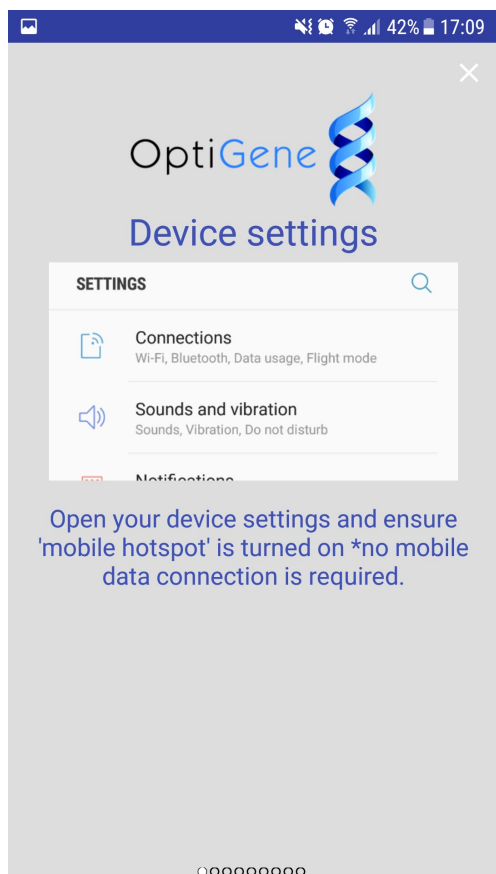 42% 17:09
OptiGene
Device settings
SETTINGS
Connections
Wi-Fi, Bluetooth, Data usage, Flight mode
Sounds and vibration
Sounds, Vibration, Do not disturb
Notifications
Open your device settings and ensure
'mobile hotspot' is turned on *no mobile
data connection is required.